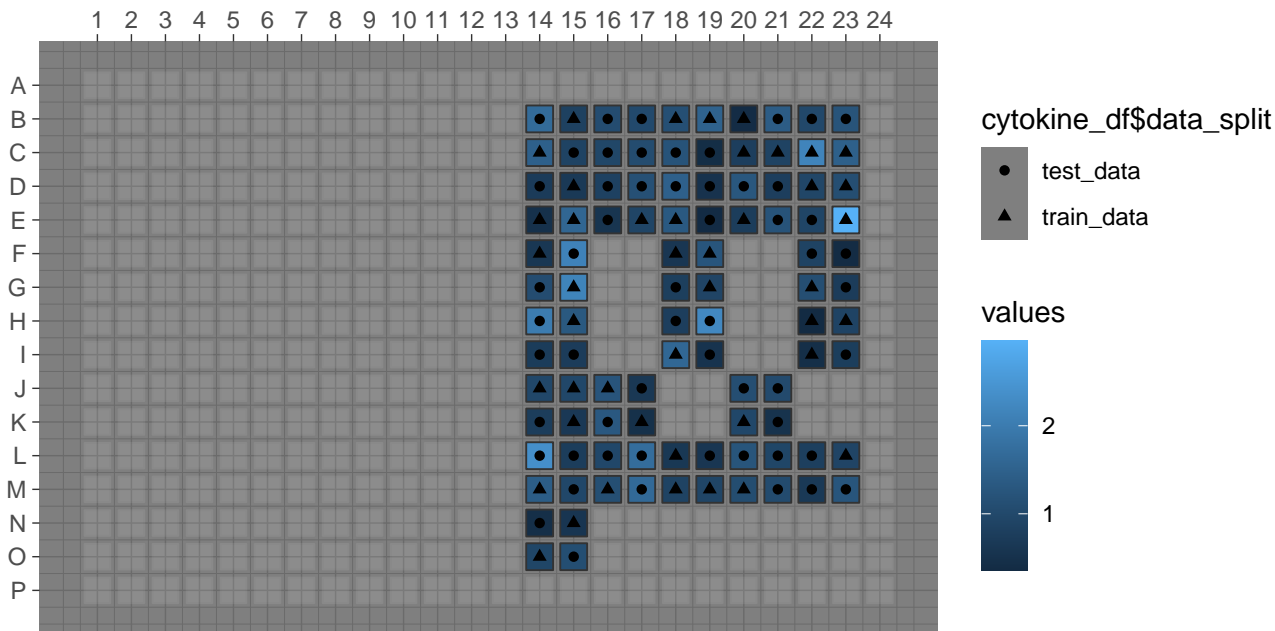 1 2 3 4 5 6 7 8 9 10 11 12 13 14 15 16 17 18 19 20 21 22 23 24
A
B
C
D
E
F
G
H
I
J
K
L
M
N
O
P
cytokine_df$data_split
test_data
train_data
values
2
1